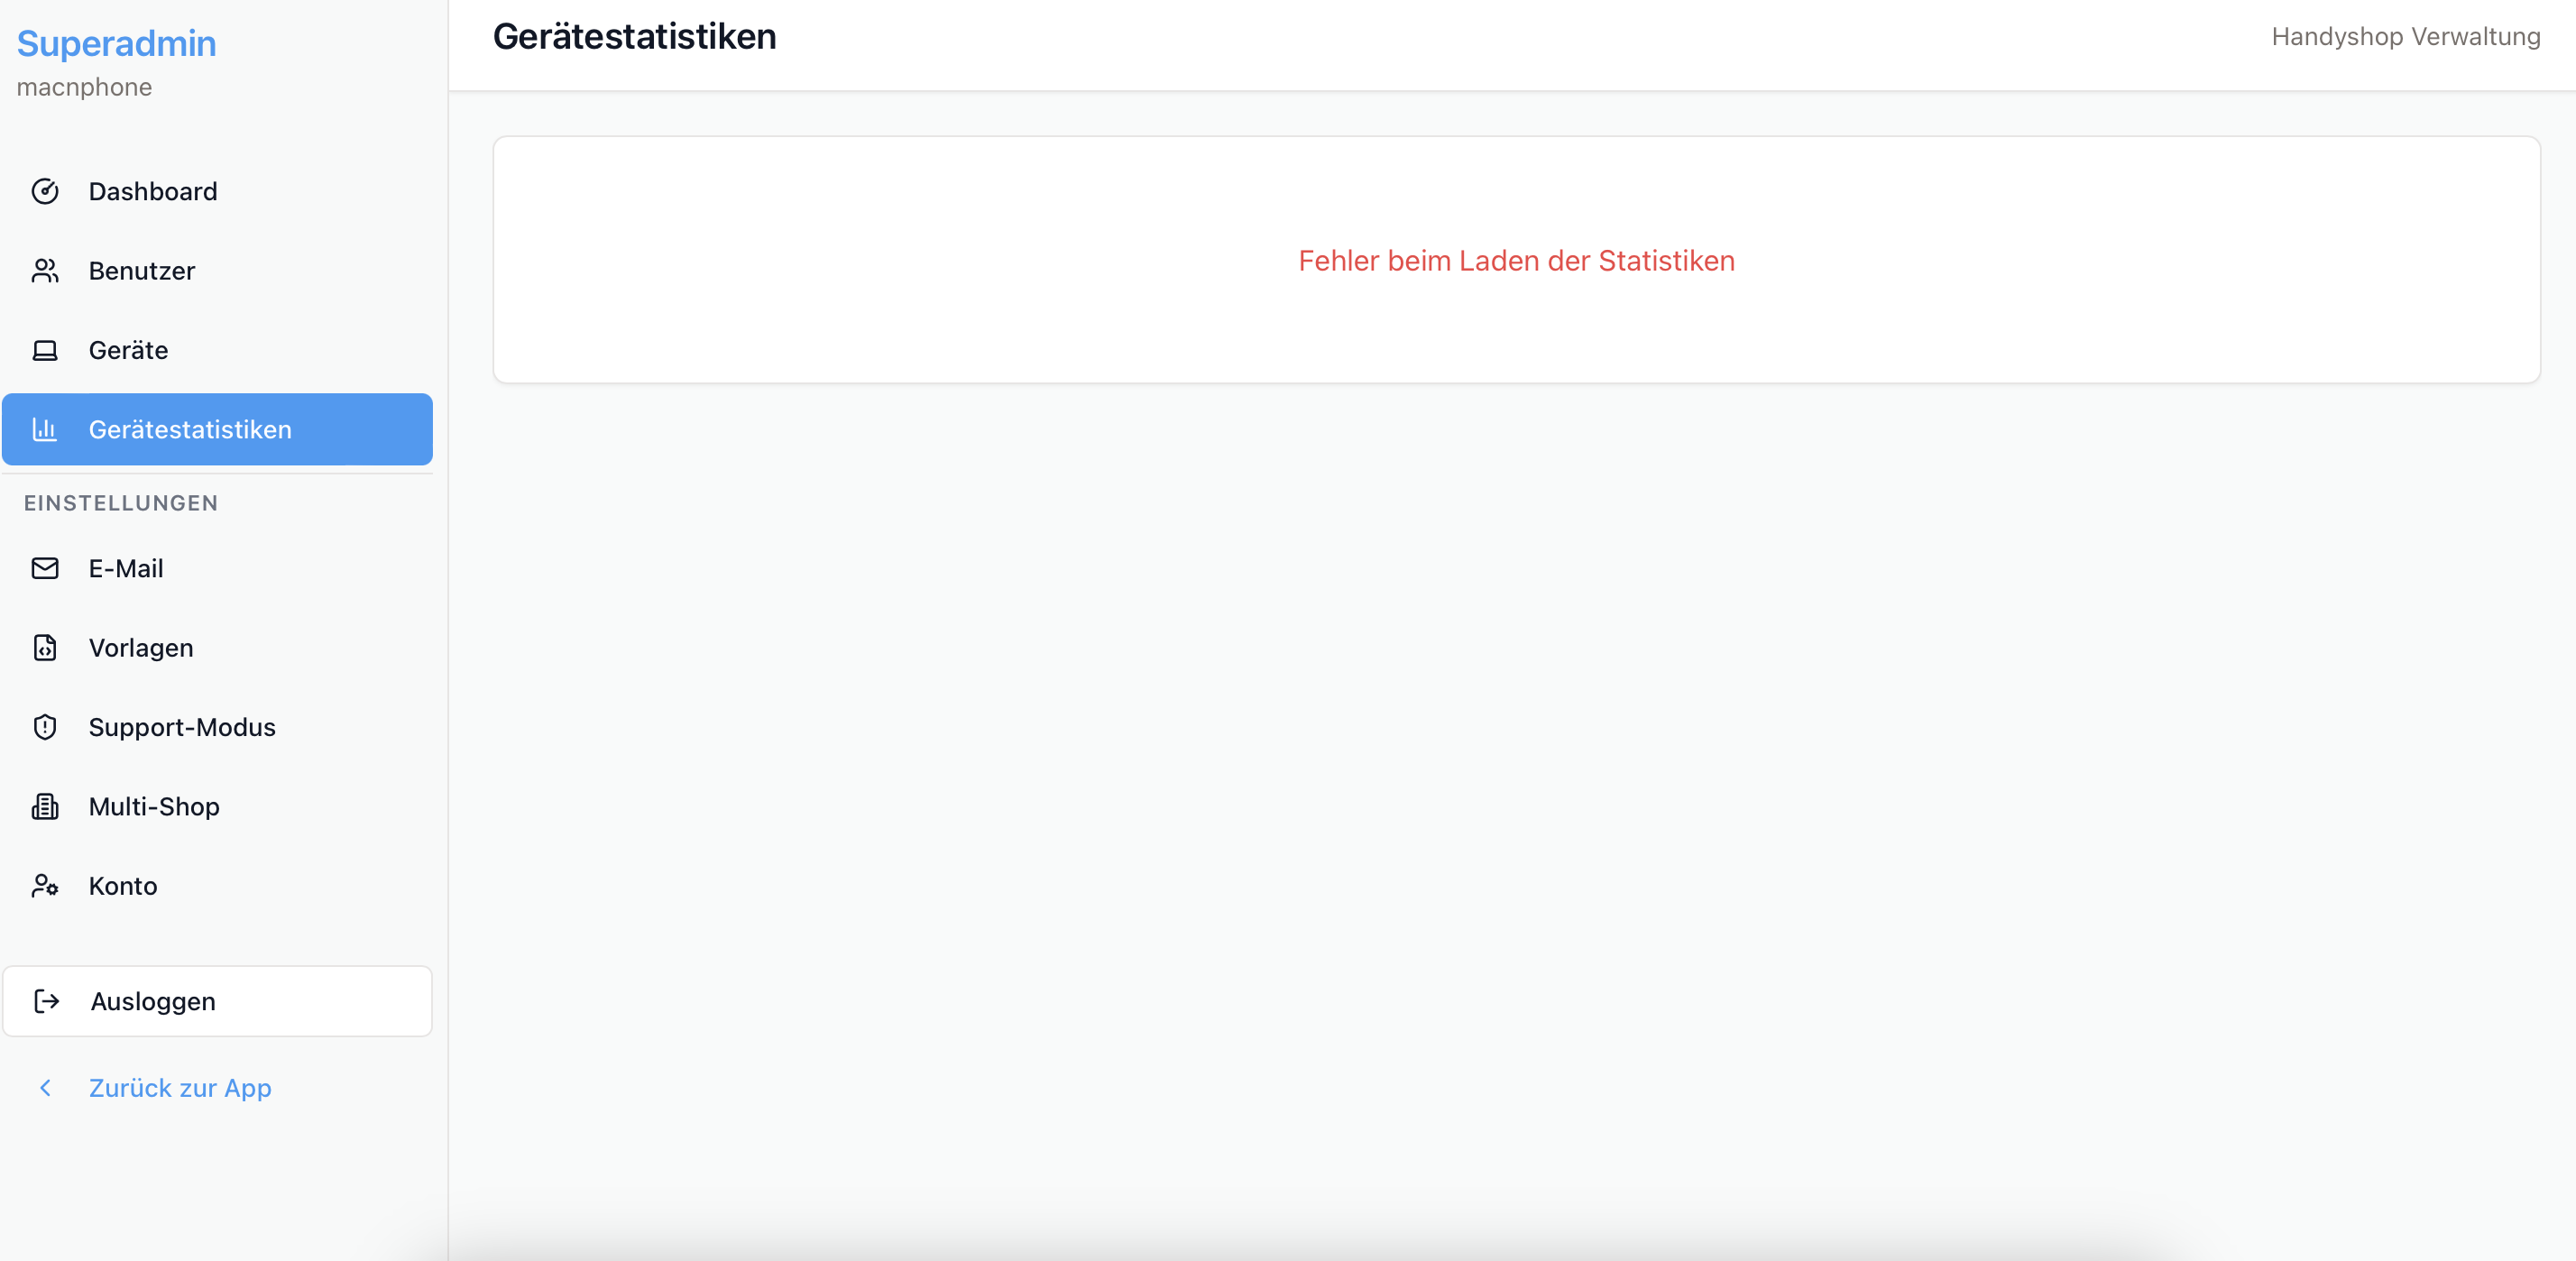 Superadmin
macnphone
Dashboard
Benutzer
Geräte
Gerätestatistiken
EINSTELLUNGEN
E-Mail
Vorlagen
Support-Modus
Multi-Shop
Konto
Ausloggen
Zurück zur App
Gerätestatistiken
Handyshop Verwaltung
Fehler beim Laden der Statistiken